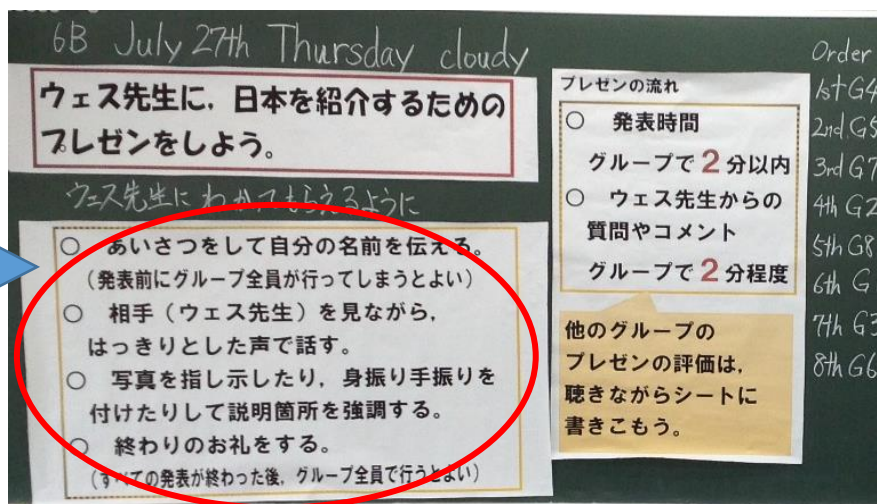 6B July 27th Thursday cloudy
ウェス先生に，日本を紹介するための
プレゼンをしよう。
ウェス先生にわかってもらえるように
○ あいさつをして自分の名前を伝える。
（発表前にグループ全員が行ってしまうとよい）
○ 相手（ウェス先生）を見ながら，
はっきりとした声で話す。
○ 写真を指し示したり，身振り手振りを
付けたりして説明箇所を強調する。
○ 終わりのお礼をする。
（すべての発表が終わった後，グループ全員で行うとよい）
プレゼンの流れ
○ 発表時間
グループで２分以内
○ ウェス先生からの
質問やコメント
グループで２分程度
他のグループの
プレゼンの評価は，
聴きながらシートに
書きこもう。
Order
1st G4
2nd G5
3rd G7
4th G2
5th G8
6th G
7th G3
8th G6